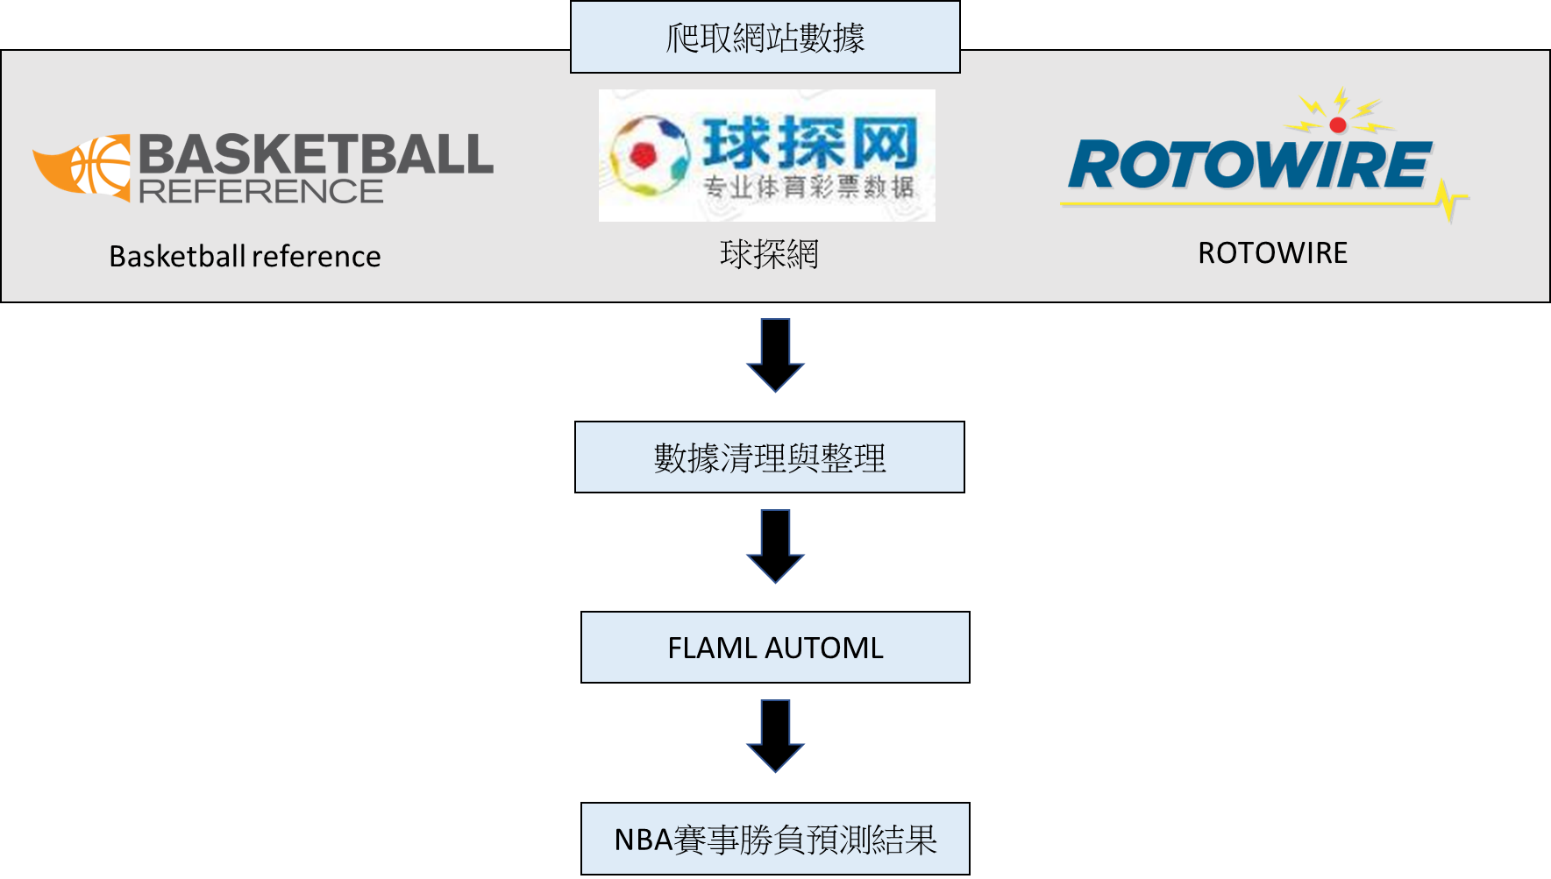 爬取網站數據
BASKETBALL
REFERENCE
球探网
专业体育彩票数据
ROTOWIRE
Basketball reference
球探網
ROTOWIRE
數據清理與整理
FLAML AUTOML
NBA賽事勝負預測結果